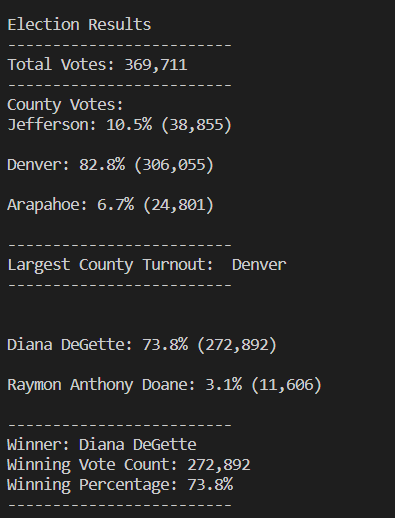 Election Results
-------------------------
Total Votes: 369,711
-------------------------
County Votes:
Jefferson: 10.5% (38,855)
Denver: 82.8% (306,055)
Arapahoe: 6.7% (24,801)
-------------------------
Largest County Turnout:  Denver
-------------------------
Diana DeGette: 73.8% (272,892)
Raymon Anthony Doane: 3.1% (11,606)
-------------------------
Winner: Diana DeGette
Winning Vote Count: 272,892
Winning Percentage: 73.8%
-------------------------